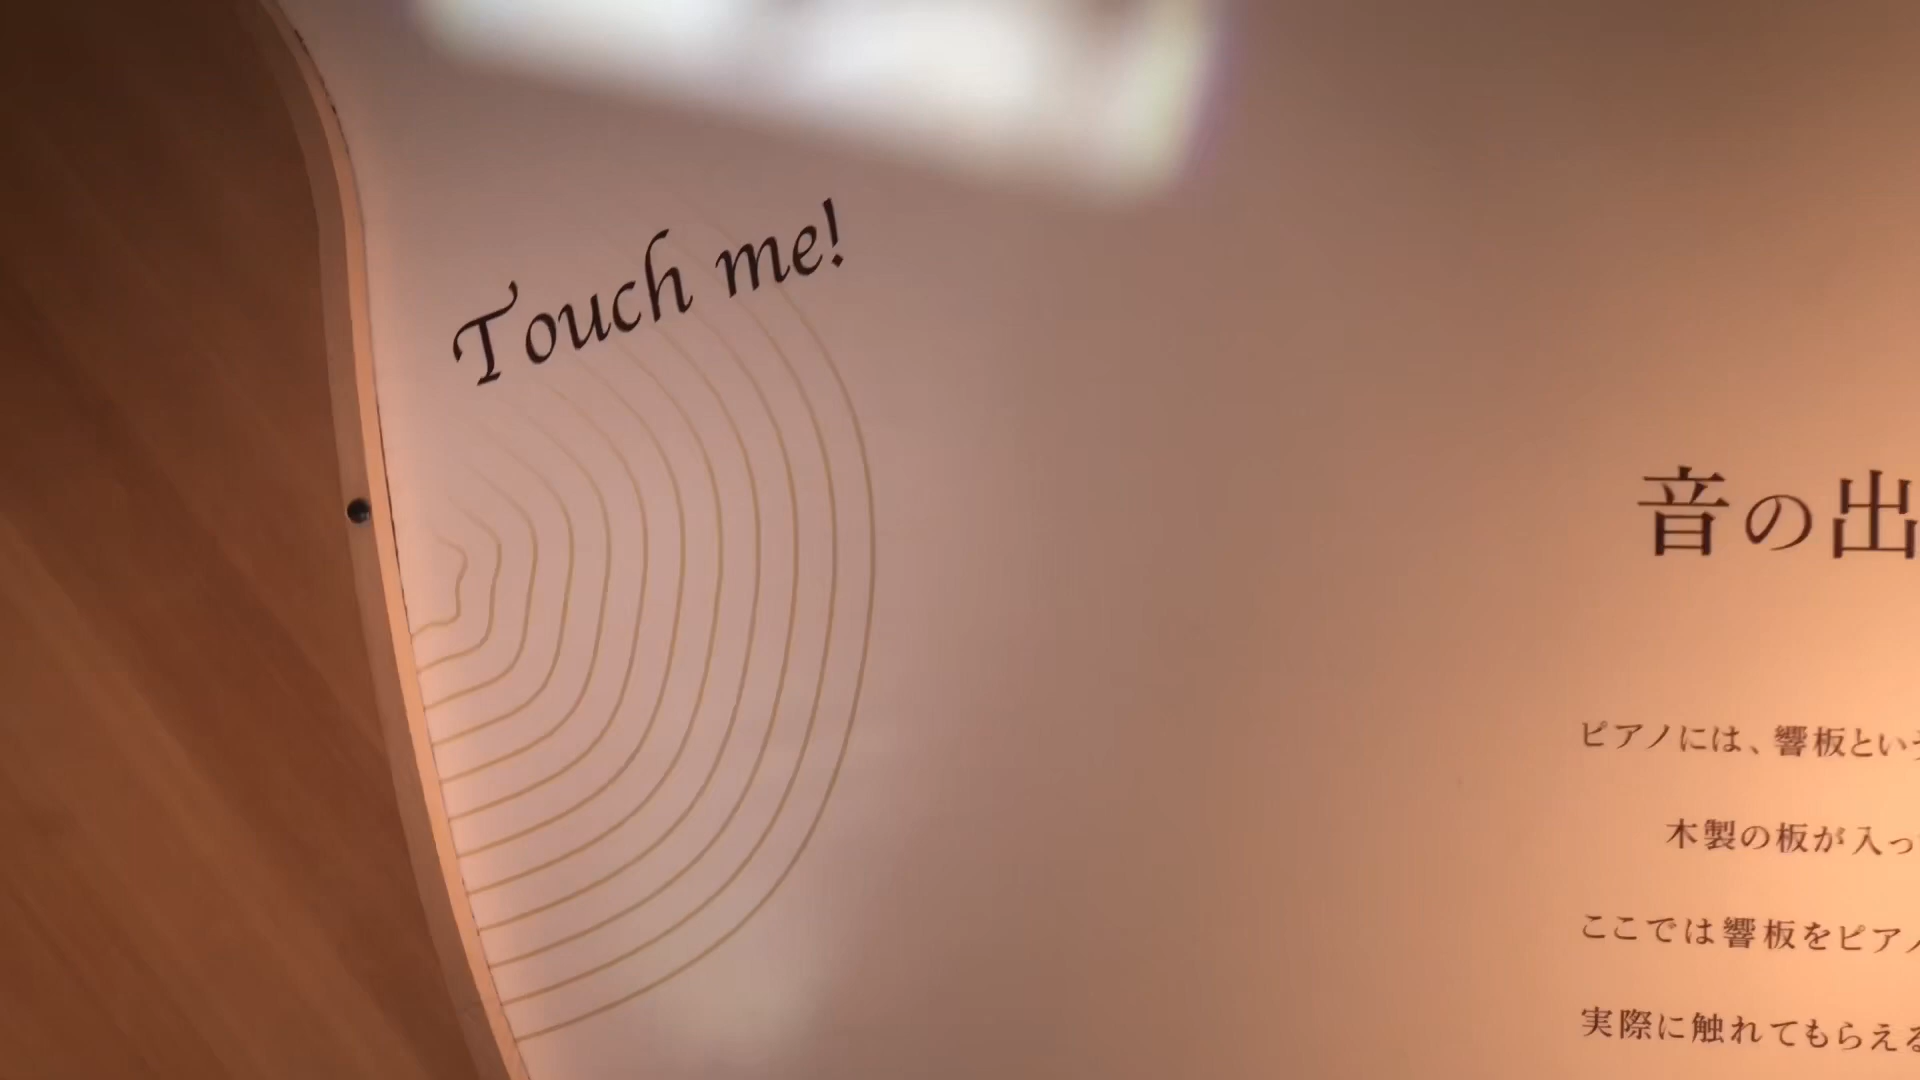 Touch me!
音の出
ピアノには、響板とい
木製の板が入っ
ここでは響板をピア
実際に触れてもらえ